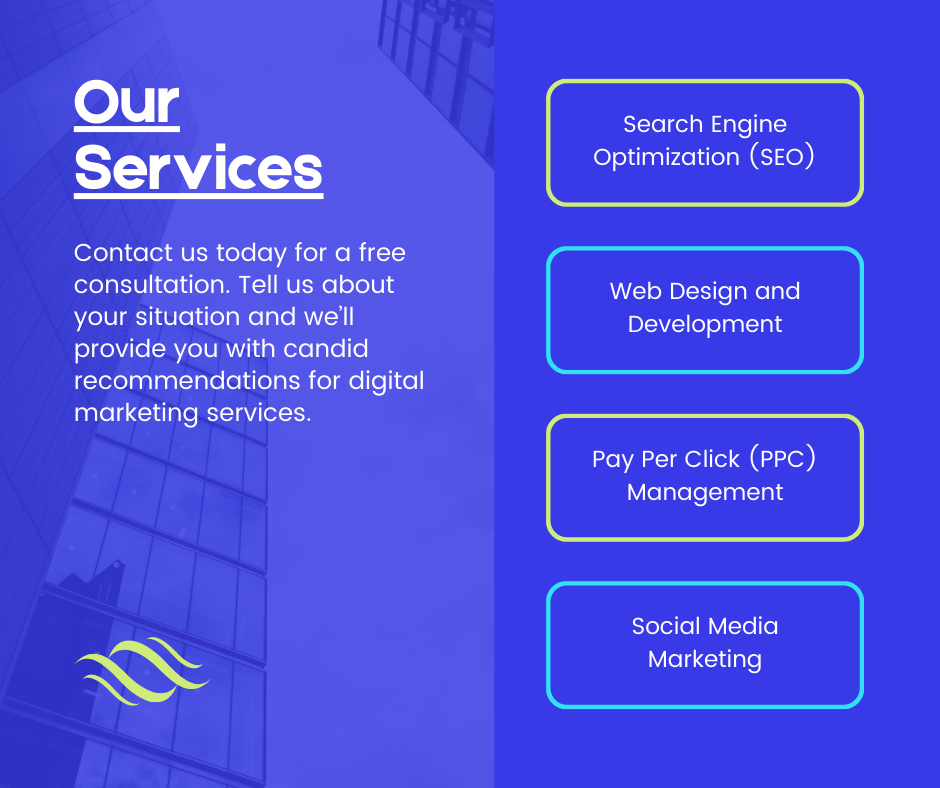 Our
Services
Contact us today for a free
consultation. Tell us about
your situation and we’ll
provide you with candid
recommendations for digital
marketing services.
Search Engine
Optimization (SEO)
Web Design and
Development
Pay Per Click (PPC)
Management
Social Media
Marketing